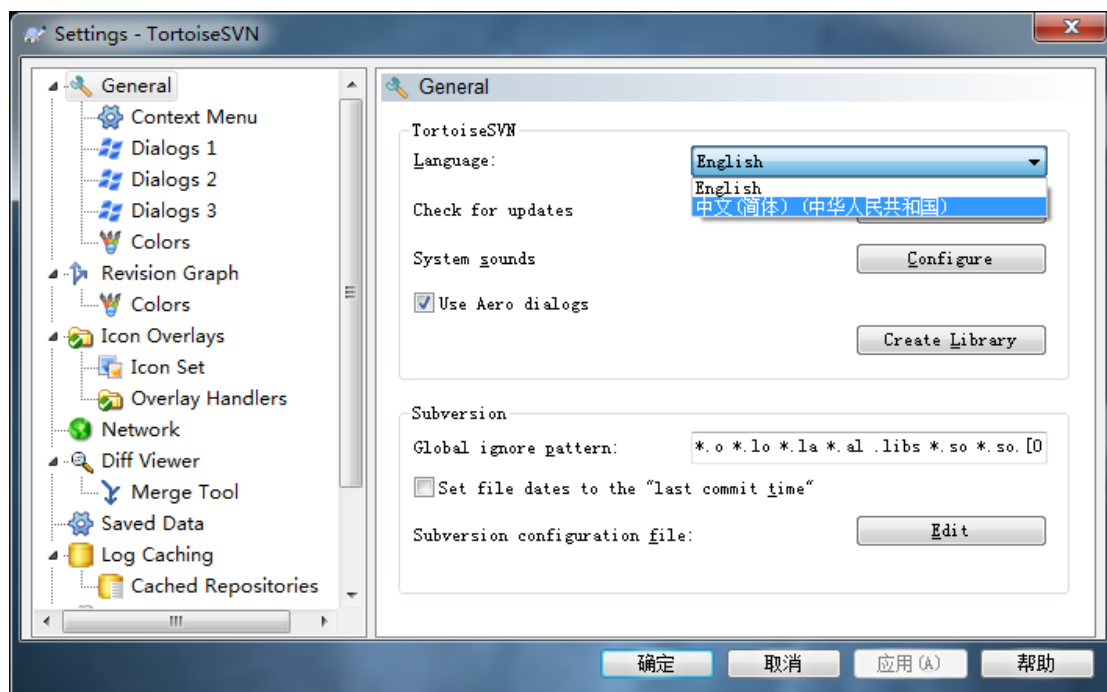 Settings - TortoiseSVN
General
Context Menu
Dialogs 1
Dialogs 2
Dialogs 3
Colors
Revision Graph
Colors
Icon Overlays
Icon Set
Overlay Handlers
Network
Diff Viewer
Merge Tool
Saved Data
Log Caching
Cached Repositories
General
TortoiseSVN
Language:
English
English
中文(简体) (中华人民共和国)
Check for updates
System sounds
Configure
Use Aero dialogs
Create Library
Subversion
Global ignore pattern:
*.o *.lo *.la *.al .libs *.so *.so.[0
Set file dates to the "last commit time"
Subversion configuration file:
Edit
确定
取消
应用(A)
帮助